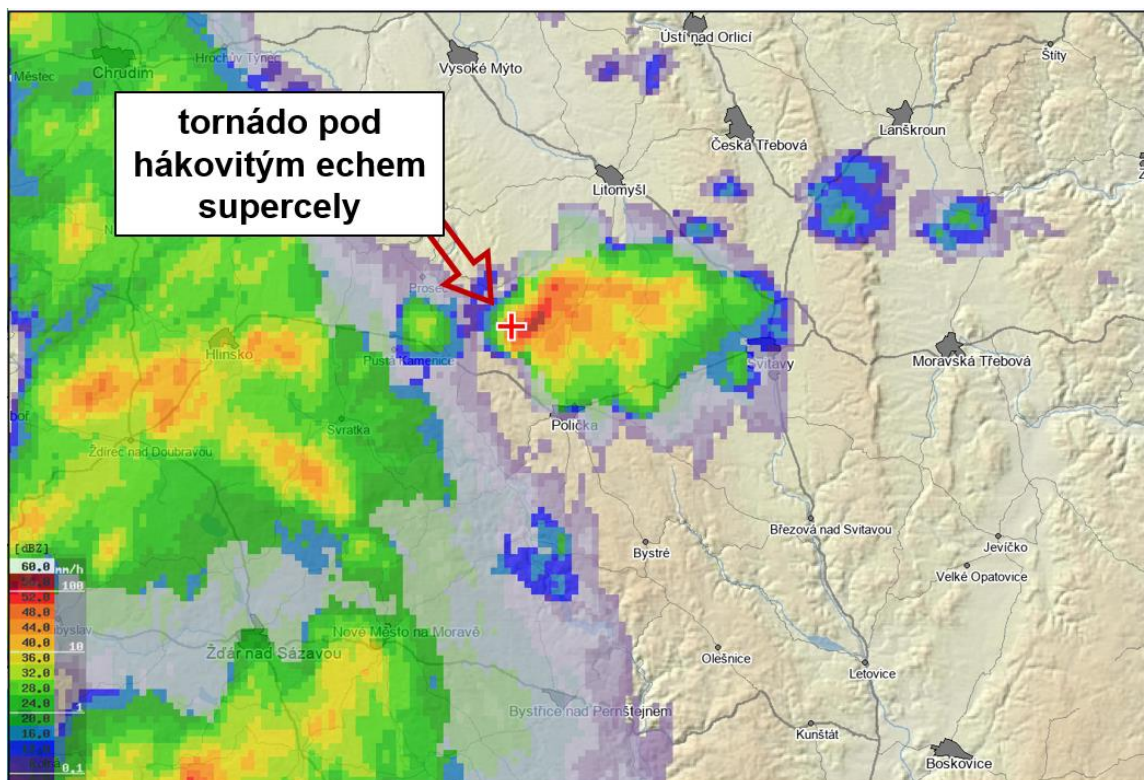 Ústí nad Orlicí
Štíty
Hrochův Týnec
Vysoké Mýto
Městec
Chrudim
tornádo pod
hákovitým echem
supercely
Lanškroun
Česká Třebová
Litomyšl
Proseč
Hlinsko
Pustá Kamenice
Svitavy
Moravská Třebová
Polička
Svratka
Ždírec nad Doubravou
Březová nad Svitavou
Bystré
Jevíčko
Velké Opatovice
[dBZ]
60.0 mm/h
100
52.0
48.0
44.0
40.0 10
36.0
32.0
28.0
24.0 1
20.0
16.0
0.1
Nové Město na Moravě
Žďár nad Sázavou
Olešnice
Letovice
Bystřice nad Pernštejnem
Kunštát
Boskovice